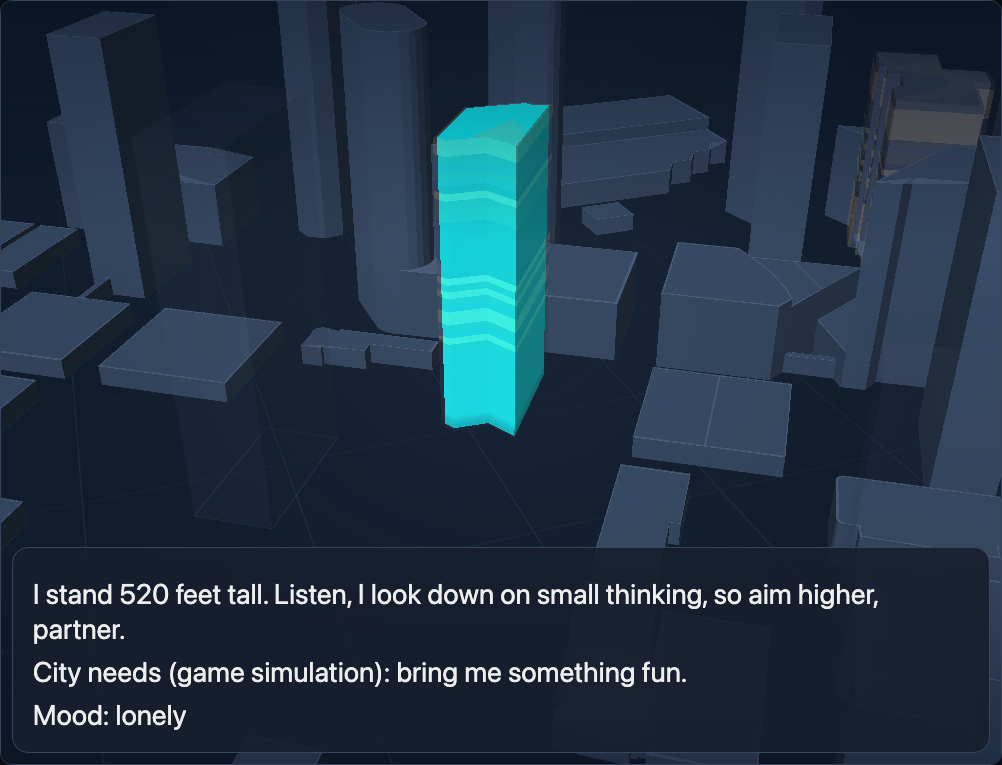 I stand 520 feet tall. Listen, I look down on small thinking, so aim higher,
partner.
City needs (game simulation): bring me something fun.
Mood: lonely